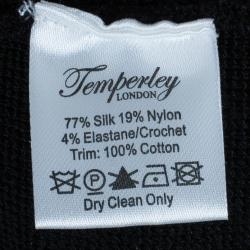 Temperley
LONDON
77% Silk 19% Nylon
4% Elastane/Crochet
Trim: 100% Cotton
P
Dry Clean Only